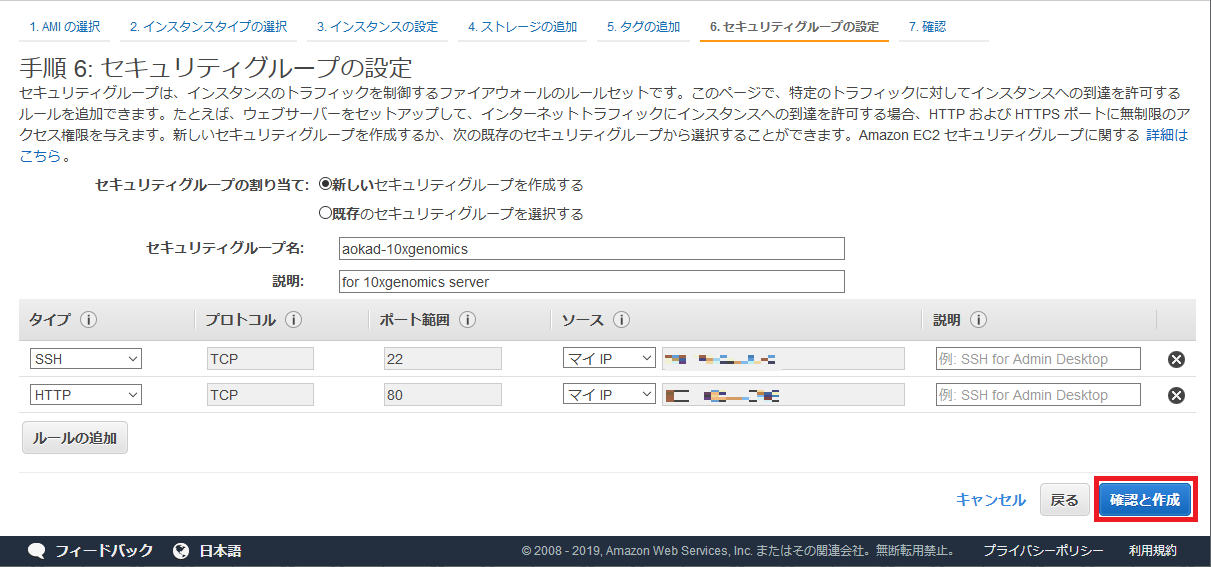 1. AMI の選択 2. インスタンスタイプの選択 3. インスタンスの設定 4. ストレージの追加 5. タグの追加 6. セキュリティグループの設定 7. 確認
手順 6: セキュリティグループの設定
セキュリティグループは、インスタンスのトラフィックを制御するファイアウォールのルールセットです。このページで、特定のトラフィックに対してインスタンスへの到達を許可する
ルールを追加できます。たとえば、ウェブサーバーをセットアップして、インターネットトラフィックにインスタンスへの到達を許可する場合、HTTP および HTTPS ポートに無制限のア
クセス権限を与えます。新しいセキュリティグループを作成するか、次の既存のセキュリティグループから選択することができます。Amazon EC2 セキュリティグループに関する 詳細は
こちら 。
セキュリティグループの割り当て: 新しいセキュリティグループを作成する
既存のセキュリティグループを選択する
セキュリティグループ名: aokad-10xgenomics
説明: for 10xgenomics server
タイプ i プロトコル i ポート範囲 i ソース i 説明 i
SSH TCP 22 マイ IP 例: SSH for Admin Desktop
HTTP TCP 80 マイ IP 例: SSH for Admin Desktop
ルールの追加
キャンセル 戻る 確認と作成
フィードバック 日本語 © 2008 - 2019, Amazon Web Services, Inc. またはその関連会社。無断転用禁止。 プライバシーポリシー 利用規約